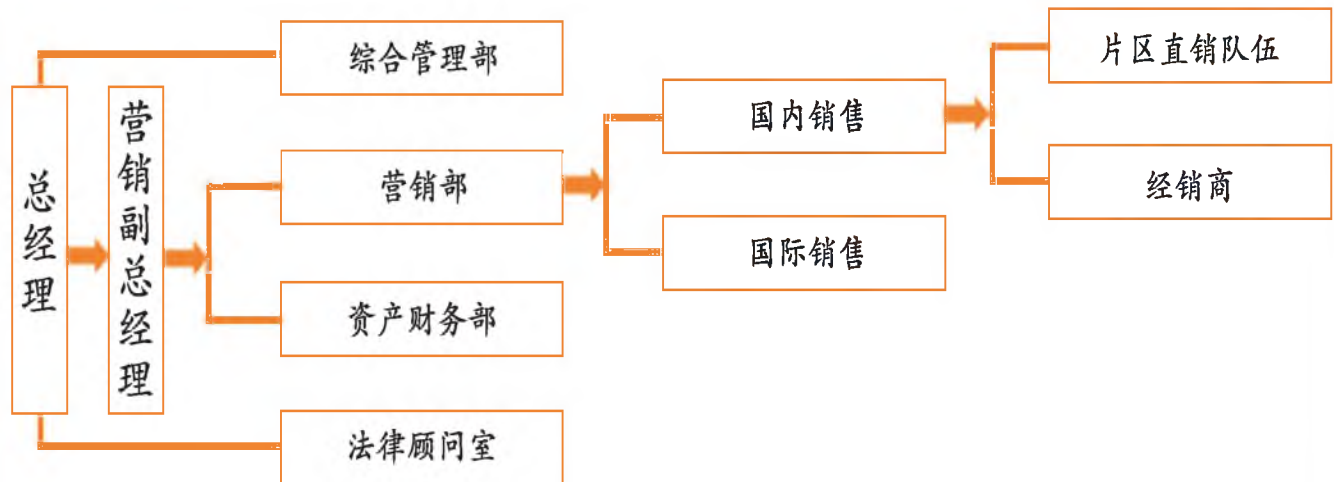 总经理
营销副总经理
综合管理部
营销部
资产财务部
法律顾问室
国内销售
国际销售
片区直销队伍
经销商